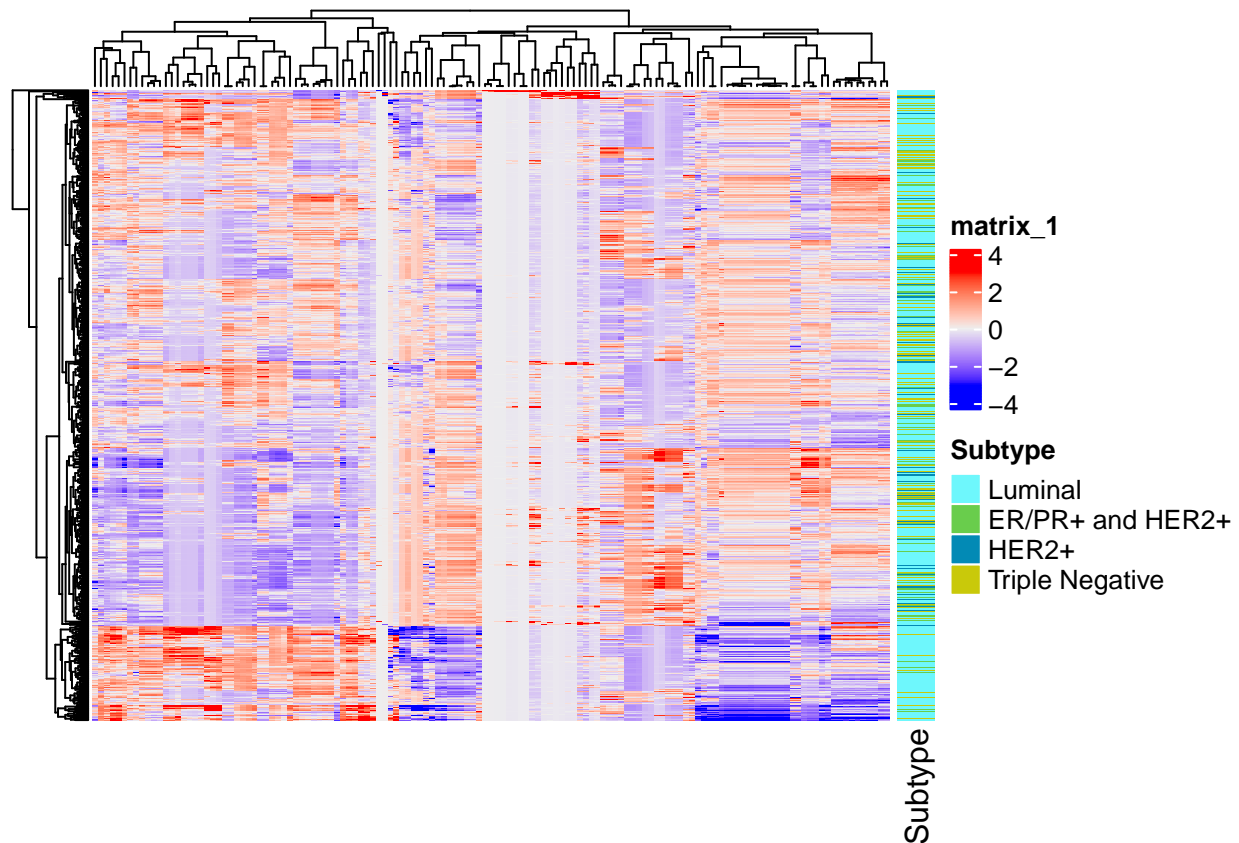 matrix_1
4
2
0
−2
−4
Subtype
Luminal
ER/PR+ and HER2+
HER2+
Triple Negative
Subtype